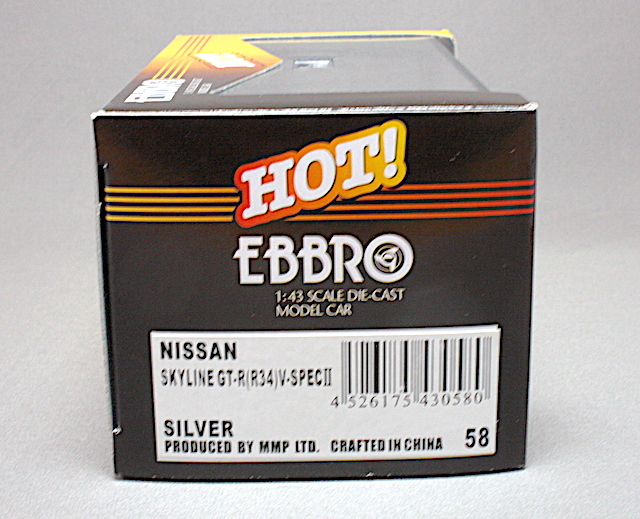 HOT!
EBBRO
1:43 SCALE DIE-CAST
MODEL CAR
NISSAN
SKYLINE GT-R(R34)V-SPECII
4 526175 430580
SILVER
PRODUCED BY MMP LTD. CRAFTED IN CHINA 58